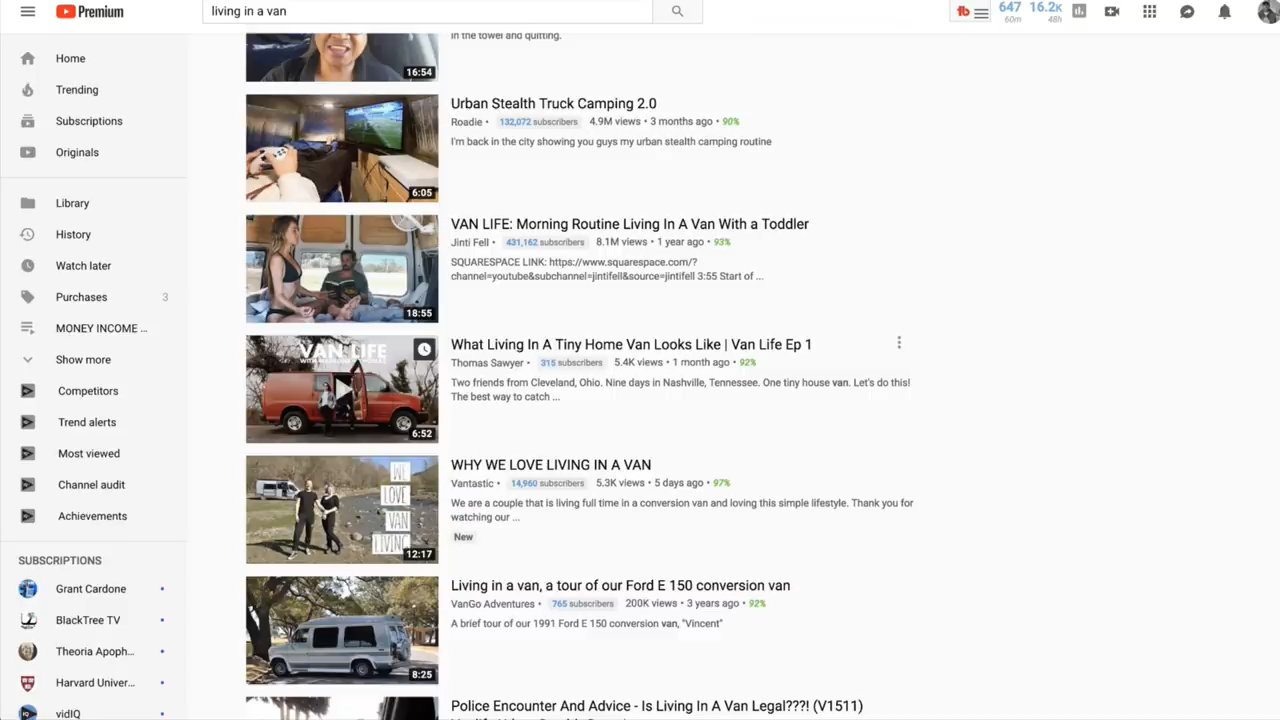 Premium
living in a van
647
60m
16.2K
48h
Home
Trending
Subscriptions
Originals
Library
History
Watch later
Purchases 3
MONEY INCOME ...
Show more
Competitors
Trend alerts
Most viewed
Channel audit
Achievements
SUBSCRIPTIONS
Grant Cardone
BlackTree TV
Theoria Apoph...
Harvard Univer...
vidIQ
in the towel and quitting.
16:54
Urban Stealth Truck Camping 2.0
Roadie • 132,072 subscribers 4.9M views • 3 months ago • 90%
I'm back in the city showing you guys my urban stealth camping routine
6:05
VAN LIFE: Morning Routine Living In A Van With a Toddler
Jinti Fell • 431,162 subscribers 8.1M views • 1 year ago • 93%
SQUARESPACE LINK: https://www.squarespace.com/?
channel=youtube&subchannel=jintifell&source=jintifell 3:55 Start of ...
18:55
What Living In A Tiny Home Van Looks Like | Van Life Ep 1
Thomas Sawyer • 315 subscribers 5.4K views • 1 month ago • 92%
Two friends from Cleveland, Ohio. Nine days in Nashville, Tennessee. One tiny house van. Let's do this!
The best way to catch ...
VAN LIFE
6:52
WHY WE LOVE LIVING IN A VAN
Vantastic • 14,960 subscribers 5.3K views • 5 days ago • 97%
We are a couple that is living full time in a conversion van and loving this simple lifestyle. Thank you for
watching our ...
New
WE
LOVE
VAN
LIVING
12:17
Living in a van, a tour of our Ford E 150 conversion van
VanGo Adventures • 765 subscribers 200K views • 3 years ago • 92%
A brief tour of our 1991 Ford E 150 conversion van, "Vincent"
8:25
Police Encounter And Advice - Is Living In A Van Legal???! (V1511)